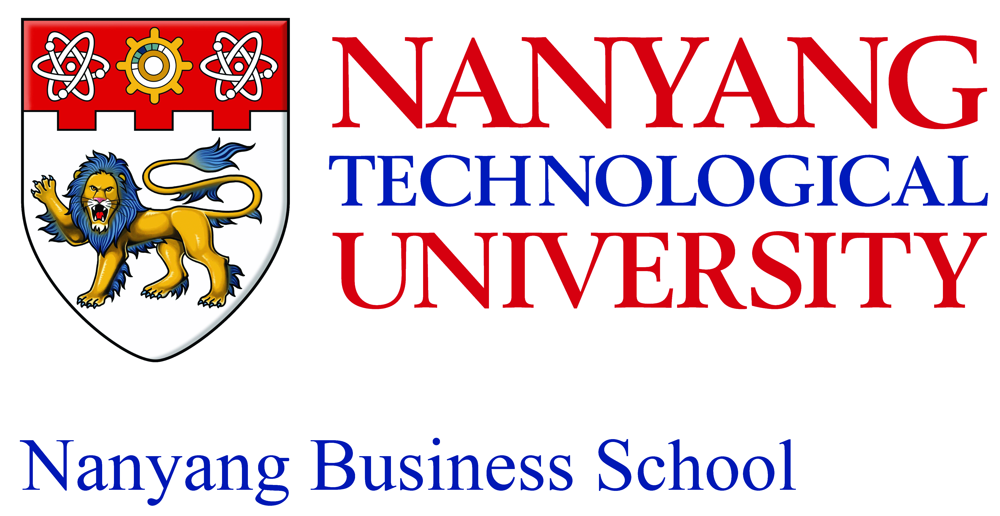 NANYANG
TECHNOLOGICAL
UNIVERSITY
Nanyang Business School